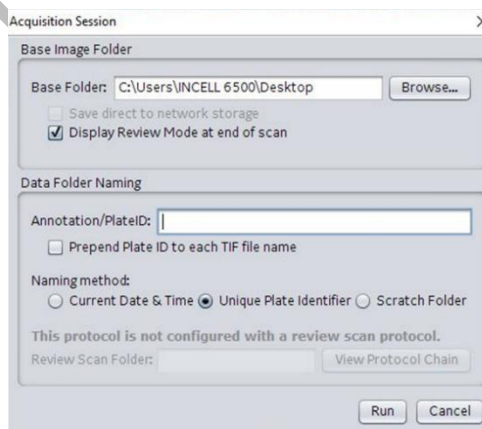 Acquisition Session
Base Image Folder
Base Folder: C:\Users\INCELL 6500\Desktop Browse...
Save direct to network storage
Display Review Mode at end of scan
Data Folder Naming
Annotation/PlateID:
Prepend Plate ID to each TIF file name
Naming method:
Current Date & Time Unique Plate Identifier Scratch Folder
This protocol is not configured with a review scan protocol.
Review Scan Folder: View Protocol Chain
Run Cancel